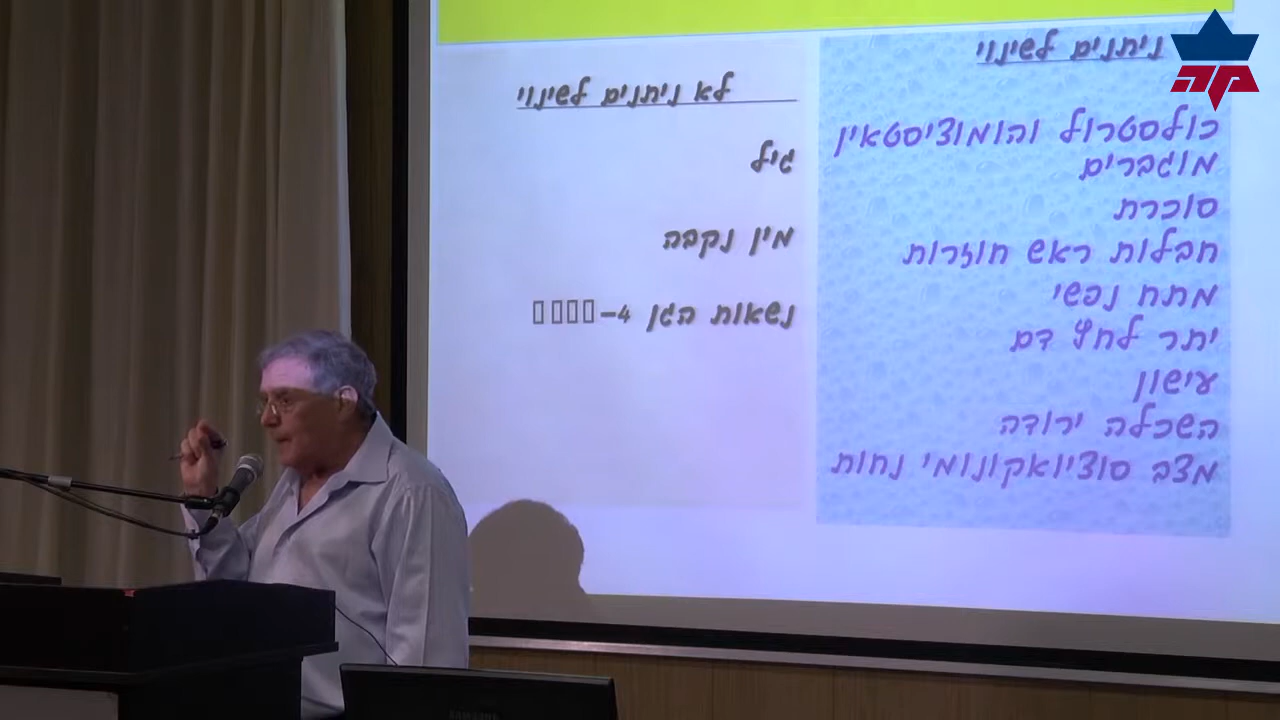 ניתנים לשינוי
כולסטרול והומוציסטאין
מוגברים
סוכרת
חבלות ראש חוזרות
מתח נפשי
יתר לחץ דם
עישון
השכלה ירודה
מצב סוציואקונומי נחות
לא ניתנים לשינוי
גיל
מין נקבה
נשאות הגן 4-▯▯▯▯
מדה